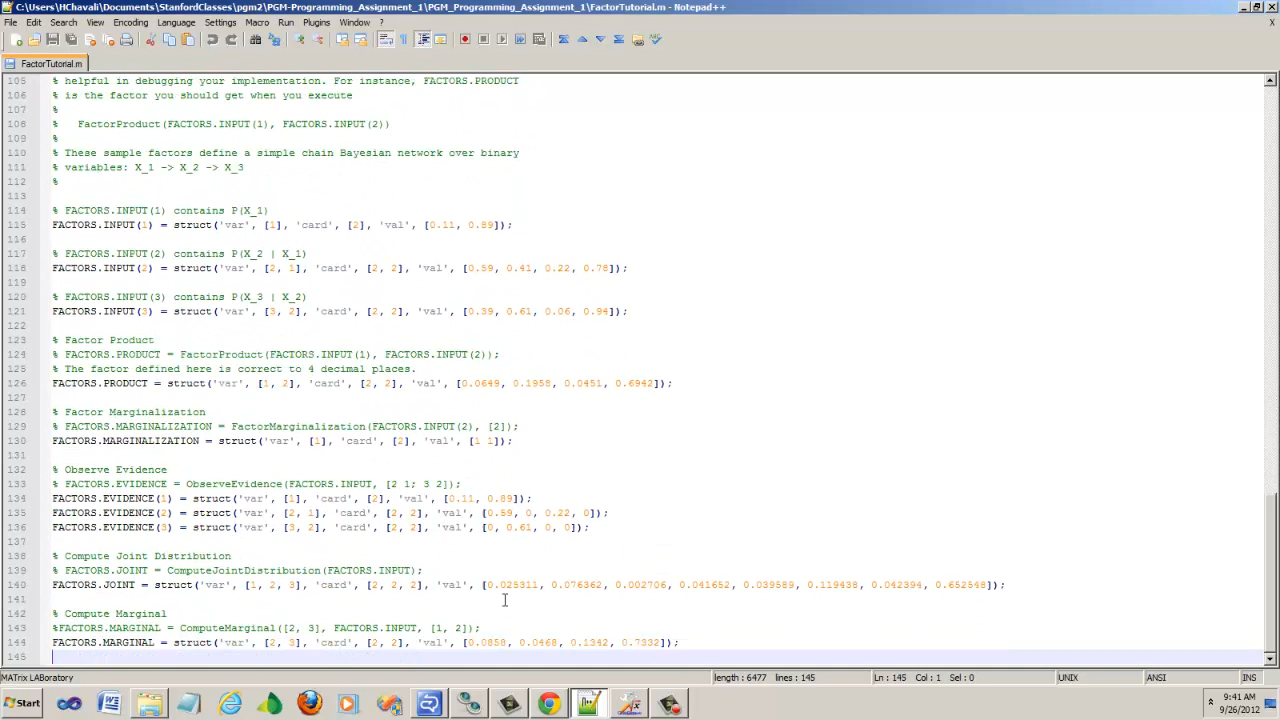 C:\Users\HChavali\Documents\StanfordClasses\pgm2\PGM-Programming_Assignment_1\PGM_Programming_Assignment_1\FactorTutorial.m - Notepad++
File Edit Search View Encoding Language Settings Macro Run Plugins Window ? X
FactorTutorial.m
105 % helpful in debugging your implementation. For instance, FACTORS.PRODUCT
106 % is the factor you should get when you execute
107 %
108 %   FactorProduct(FACTORS.INPUT(1), FACTORS.INPUT(2))
109 %
110 % These sample factors define a simple chain Bayesian network over binary
111 % variables: X_1 -> X_2 -> X_3
112 %
113
114 % FACTORS.INPUT(1) contains P(X_1)
115 FACTORS.INPUT(1) = struct('var', [1], 'card', [2], 'val', [0.11, 0.89]);
116
117 % FACTORS.INPUT(2) contains P(X_2 | X_1)
118 FACTORS.INPUT(2) = struct('var', [2, 1], 'card', [2, 2], 'val', [0.59, 0.41, 0.22, 0.78]);
119
120 % FACTORS.INPUT(3) contains P(X_3 | X_2)
121 FACTORS.INPUT(3) = struct('var', [3, 2], 'card', [2, 2], 'val', [0.39, 0.61, 0.06, 0.94]);
122
123 % Factor Product
124 % FACTORS.PRODUCT = FactorProduct(FACTORS.INPUT(1), FACTORS.INPUT(2));
125 % The factor defined here is correct to 4 decimal places.
126 FACTORS.PRODUCT = struct('var', [1, 2], 'card', [2, 2], 'val', [0.0649, 0.1958, 0.0451, 0.6942]);
127
128 % Factor Marginalization
129 % FACTORS.MARGINALIZATION = FactorMarginalization(FACTORS.INPUT(2), [2]);
130 FACTORS.MARGINALIZATION = struct('var', [1], 'card', [2], 'val', [1 1]);
131
132 % Observe Evidence
133 % FACTORS.EVIDENCE = ObserveEvidence(FACTORS.INPUT, [2 1; 3 2]);
134 FACTORS.EVIDENCE(1) = struct('var', [1], 'card', [2], 'val', [0.11, 0.89]);
135 FACTORS.EVIDENCE(2) = struct('var', [2, 1], 'card', [2, 2], 'val', [0.59, 0, 0.22, 0]);
136 FACTORS.EVIDENCE(3) = struct('var', [3, 2], 'card', [2, 2], 'val', [0, 0.61, 0, 0]);
137
138 % Compute Joint Distribution
139 % FACTORS.JOINT = ComputeJointDistribution(FACTORS.INPUT);
140 FACTORS.JOINT = struct('var', [1, 2, 3], 'card', [2, 2, 2], 'val', [0.025311, 0.076362, 0.002706, 0.041652, 0.039589, 0.119438, 0.042394, 0.652548]);
141
142 % Compute Marginal
143 %FACTORS.MARGINAL = ComputeMarginal([2, 3], FACTORS.INPUT, [1, 2]);
144 FACTORS.MARGINAL = struct('var', [2, 3], 'card', [2, 2], 'val', [0.0858, 0.0468, 0.1342, 0.7332]);
145
MATrix LABoratory length : 6477 lines : 145 Ln : 145 Col : 1 Sel : 0 UNIX ANSI INS
Start 9:41 AM
9/26/2012